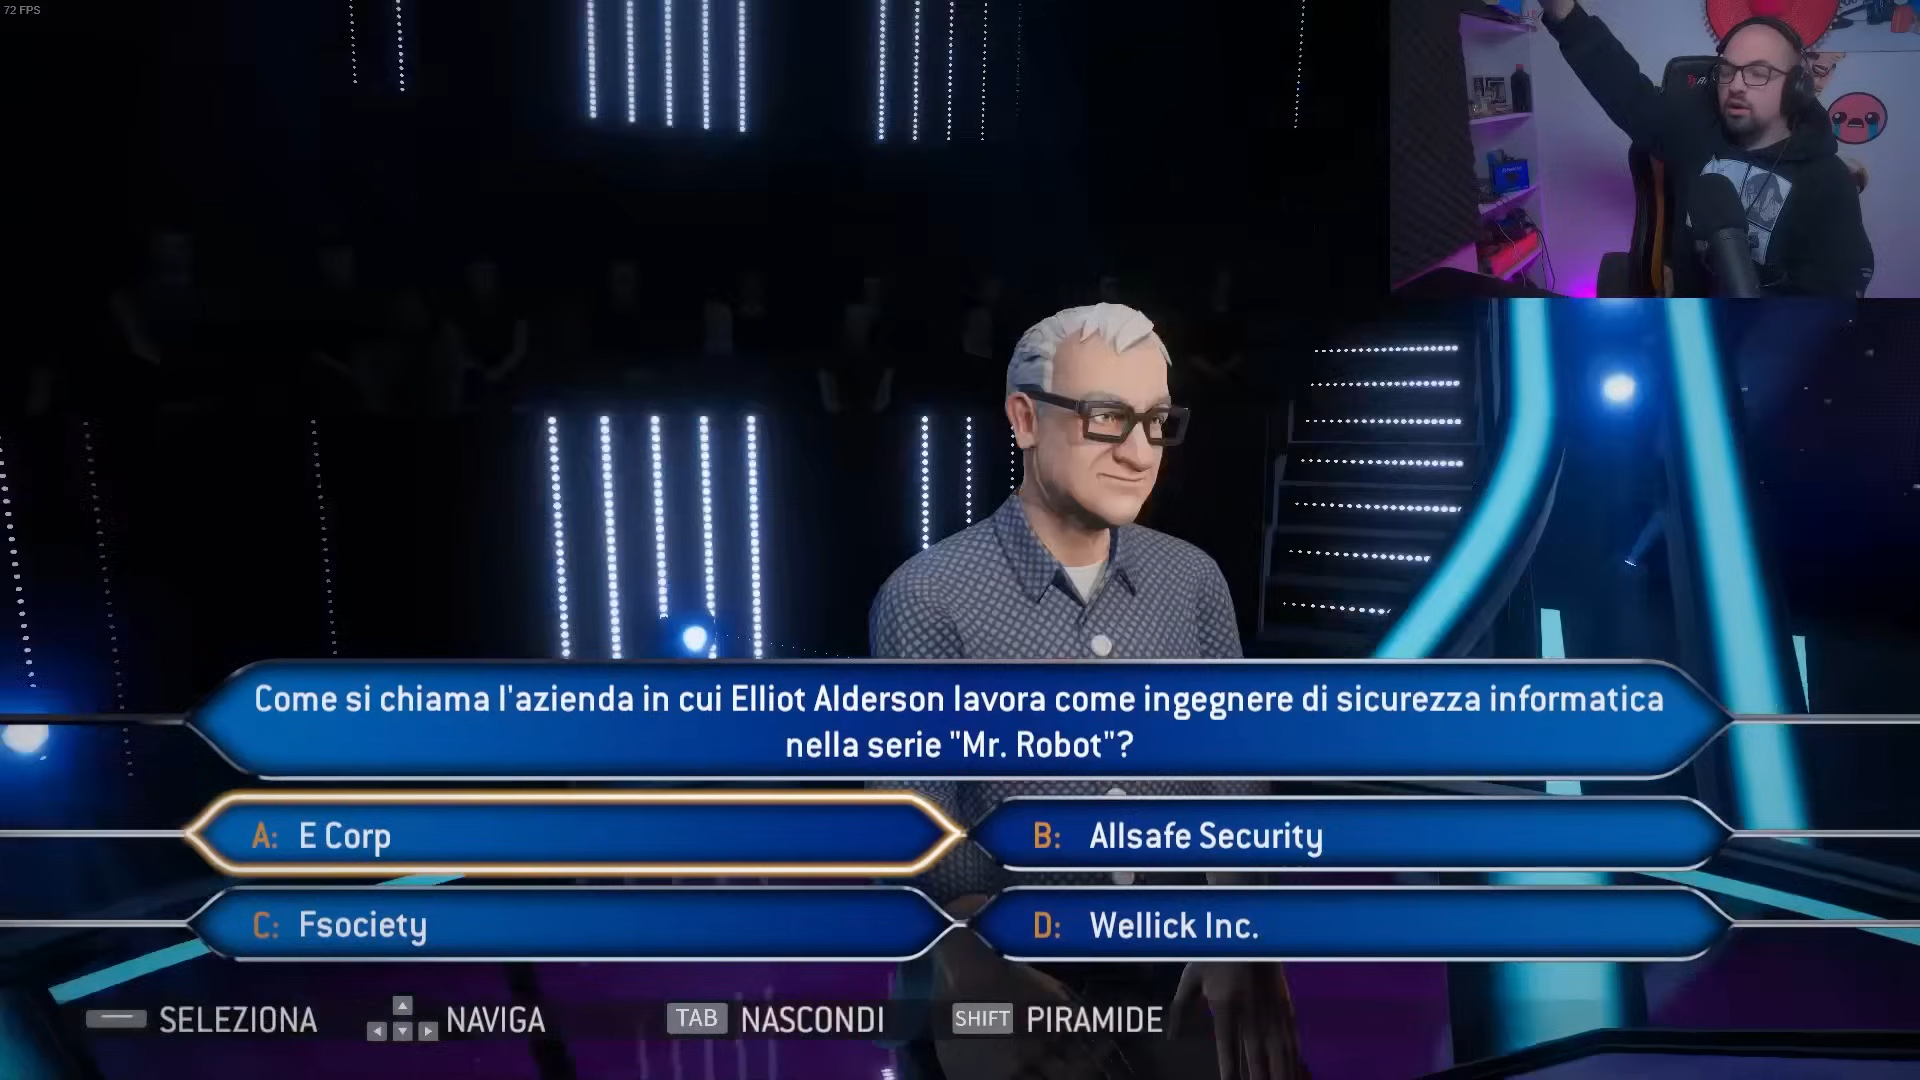 72 FPS
Come si chiama l'azienda in cui Elliot Alderson lavora come ingegnere di sicurezza informatica
nella serie "Mr. Robot"?
A: E Corp
B: Allsafe Security
C: Fsociety
D: Wellick Inc.
SELEZIONA
NAVIGA
TAB NASCONDI
SHIFT PIRAMIDE